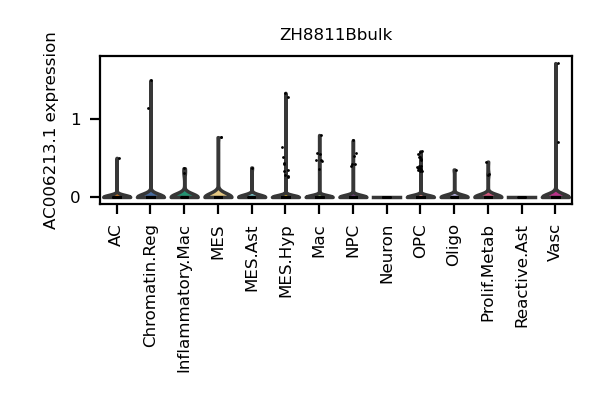 ZH8811Bbulk
AC006213.1 expression
1
0
AC
Chromatin.Reg
Inflammatory.Mac
MES
MES.Ast
MES.Hyp
Mac
NPC
Neuron
OPC
Oligo
Prolif.Metab
Reactive.Ast
Vasc